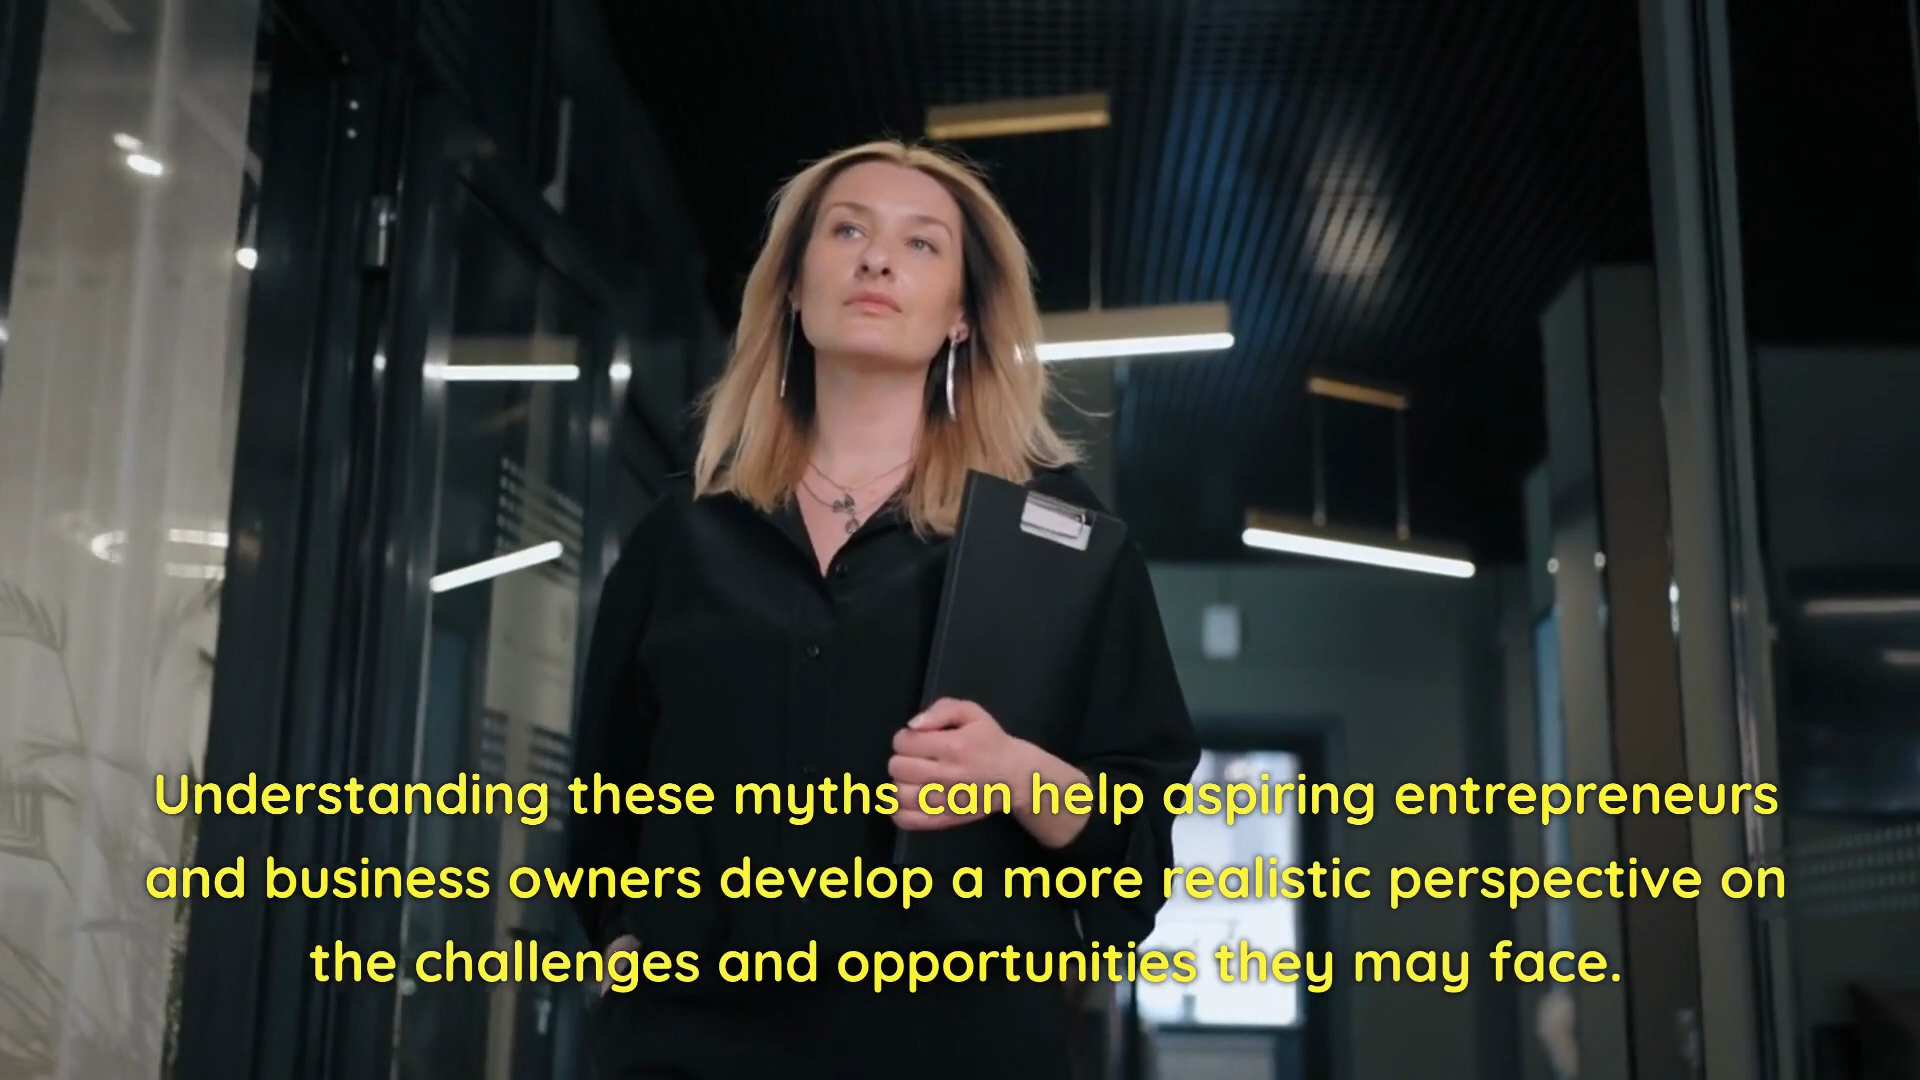 Understanding these myths can help aspiring entrepreneurs
and business owners develop a more realistic perspective on
the challenges and opportunities they may face.